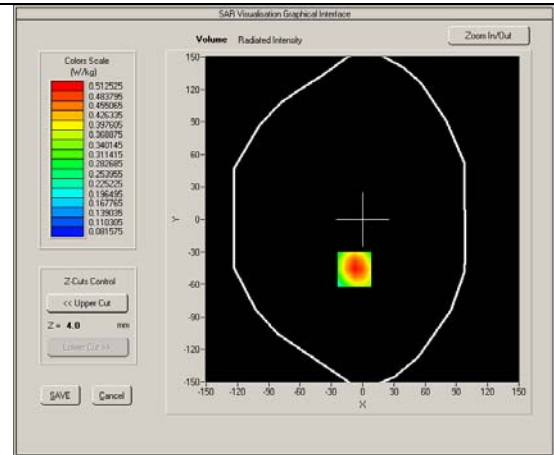 SAR Visualisation Graphical Interface
Volume Radiated Intensity
Zoom In/Out
Colors Scale
(W/kg)
0.512525
0.483795
0.455065
0.426335
0.397605
0.368875
0.340145
0.311415
0.282685
0.253955
0.225225
0.196495
0.167765
0.139035
0.110305
0.081575
Z-Cuts Control
<< Upper Cut
Z = 4.0 mm
Lower Cut >>
SAVE Cancel
150
120
90
60
30
0
-30
-60
-90
-120
-150
Y
-150 -120 -90 -60 -30 0 30 60 90 120 150
X